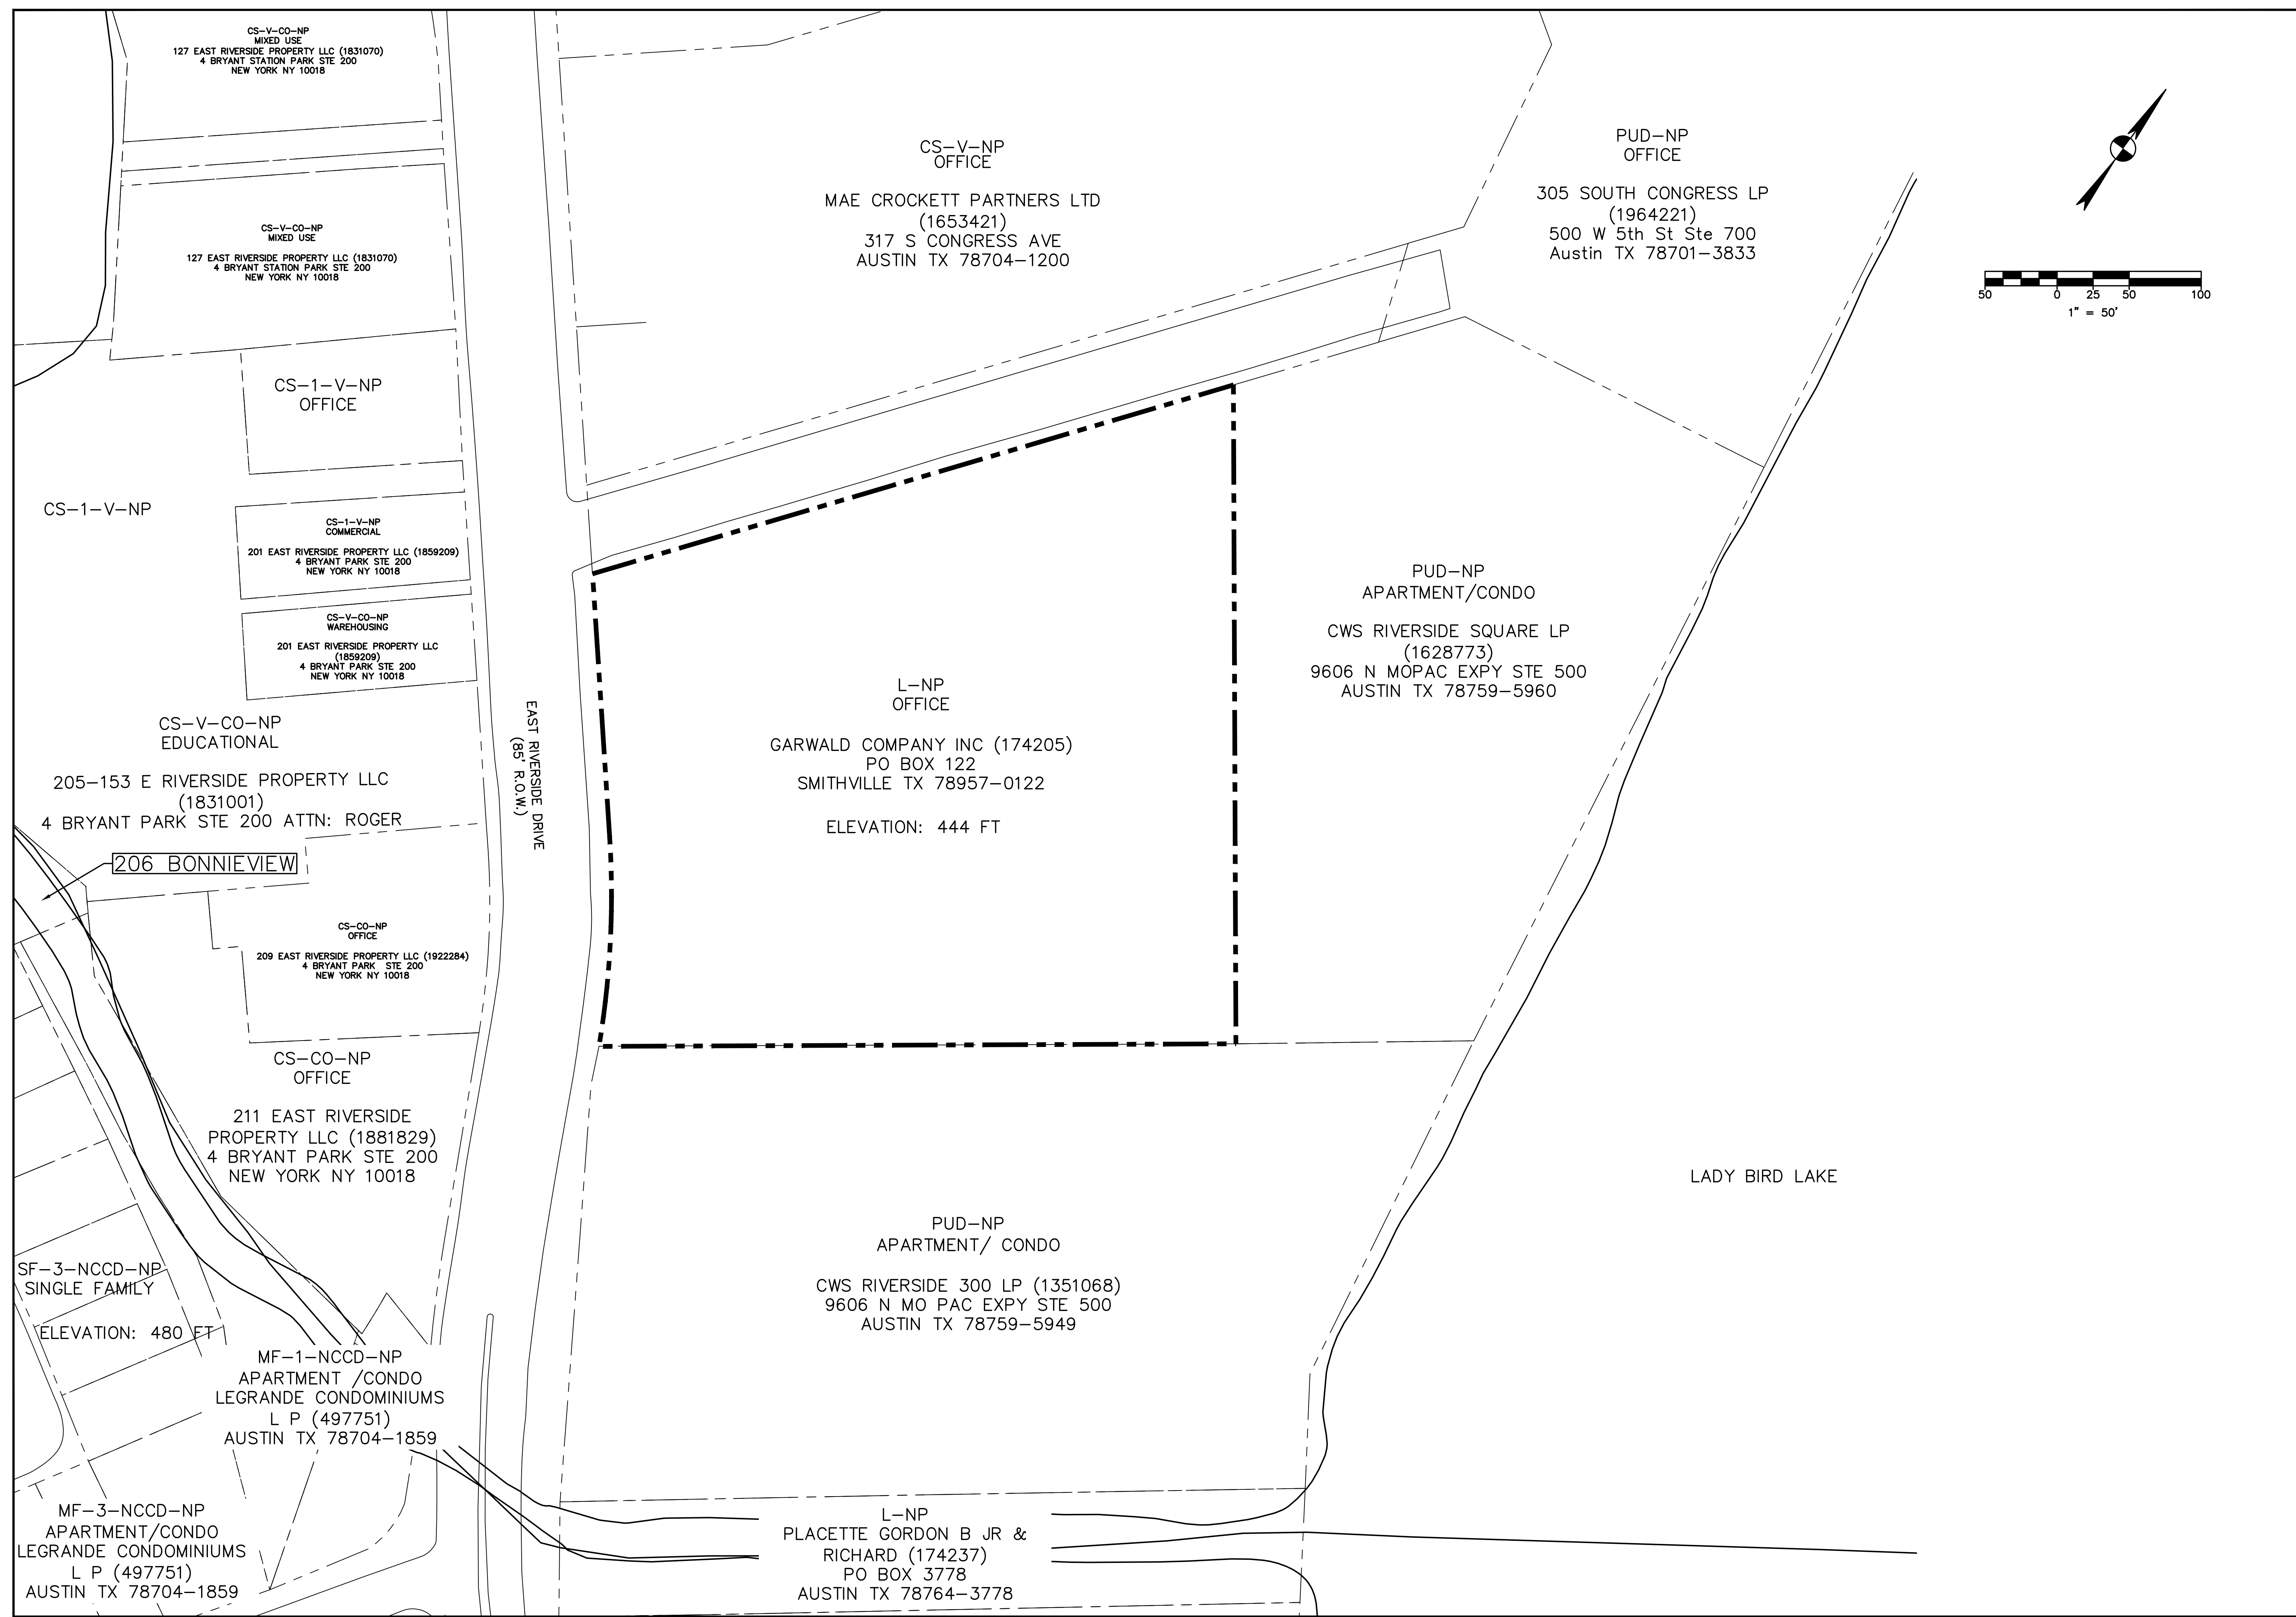 CS-V-CO-NP
MIXED USE
127 EAST RIVERSIDE PROPERTY LLC (1831070)
4 BRYANT STATION PARK STE 200
NEW YORK NY 10018
CS-V-NP
OFFICE
MAE CROCKETT PARTNERS LTD
(1653421)
317 S CONGRESS AVE
AUSTIN TX 78704-1200
PUD-NP
OFFICE
305 SOUTH CONGRESS LP
(1964221)
500 W 5th St Ste 700
Austin TX 78701-3833
50 0 25 50 100
1" = 50'
CS-V-CO-NP
MIXED USE
127 EAST RIVERSIDE PROPERTY LLC (1831070)
4 BRYANT STATION PARK STE 200
NEW YORK NY 10018
CS-1-V-NP
OFFICE
CS-1-V-NP
CS-1-V-NP
COMMERCIAL
201 EAST RIVERSIDE PROPERTY LLC (1859209)
4 BRYANT PARK STE 200
NEW YORK NY 10018
CS-V-CO-NP
WAREHOUSING
201 EAST RIVERSIDE PROPERTY LLC
(1859209)
4 BRYANT PARK STE 200
NEW YORK NY 10018
EAST RIVERSIDE DRIVE
(85' R.O.W.)
L-NP
OFFICE
GARWALD COMPANY INC (174205)
PO BOX 122
SMITHVILLE TX 78957-0122
ELEVATION: 444 FT
PUD-NP
APARTMENT/CONDO
CWS RIVERSIDE SQUARE LP
(1628773)
9606 N MOPAC EXPY STE 500
AUSTIN TX 78759-5960
CS-V-CO-NP
EDUCATIONAL
205-153 E RIVERSIDE PROPERTY LLC
(1831001)
4 BRYANT PARK STE 200 ATTN: ROGER
206 BONNIEVIEW
CS-CO-NP
OFFICE
209 EAST RIVERSIDE PROPERTY LLC (1922284)
4 BRYANT PARK STE 200
NEW YORK NY 10018
CS-CO-NP
OFFICE
211 EAST RIVERSIDE
PROPERTY LLC (1881829)
4 BRYANT PARK STE 200
NEW YORK NY 10018
LADY BIRD LAKE
PUD-NP
APARTMENT/ CONDO
CWS RIVERSIDE 300 LP (1351068)
9606 N MO PAC EXPY STE 500
AUSTIN TX 78759-5949
SF-3-NCCD-NP
SINGLE FAMILY
ELEVATION: 480 FT
MF-1-NCCD-NP
APARTMENT /CONDO
LEGRANDE CONDOMINIUMS
L P (497751)
AUSTIN TX 78704-1859
MF-3-NCCD-NP
APARTMENT/CONDO
LEGRANDE CONDOMINIUMS
L P (497751)
AUSTIN TX 78704-1859
L-NP
PLACETTE GORDON B JR &
RICHARD (174237)
PO BOX 3778
AUSTIN TX 78764-3778